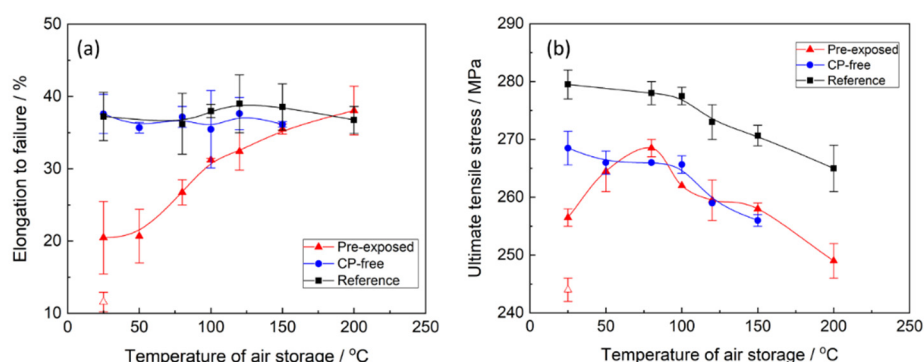 (a)
Elongation to failure / %
50
40
30
20
10
Pre-exposed
CP-free
Reference
0
50
100
150
200
250
Temperature of air storage / °C
(b)
Ultimate tensile stress / MPa
290
280
270
260
250
240
Pre-exposed
CP-free
Reference
0
50
100
150
200
250
Temperature of air storage / °C